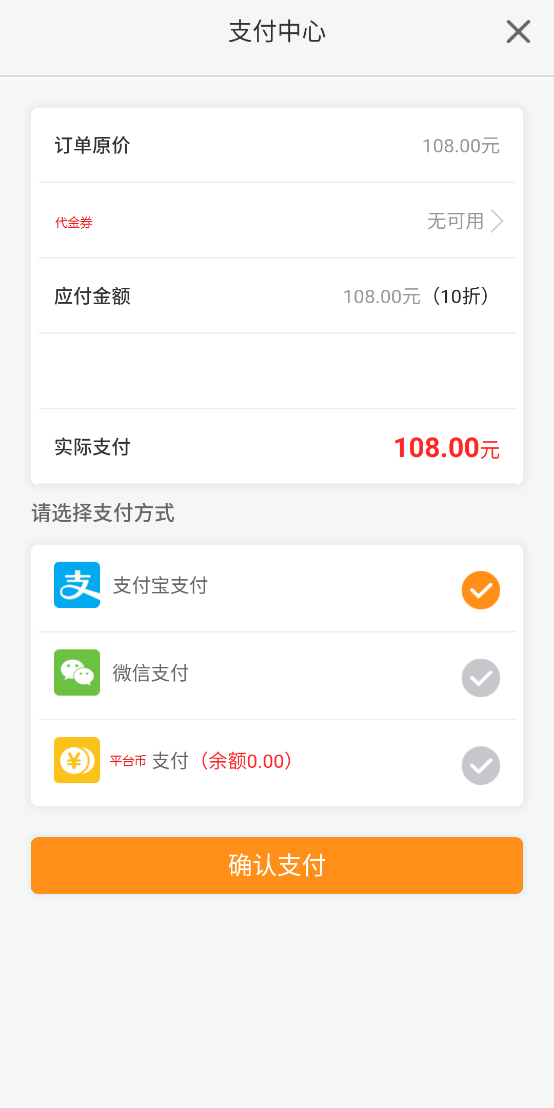 支付中心
订单原价 108.00元
代金券 无可用
应付金额 108.00元（10折）
实际支付 108.00元
请选择支付方式
支 支付宝支付
微信支付
¥ 平台币 支付（余额0.00）
确认支付